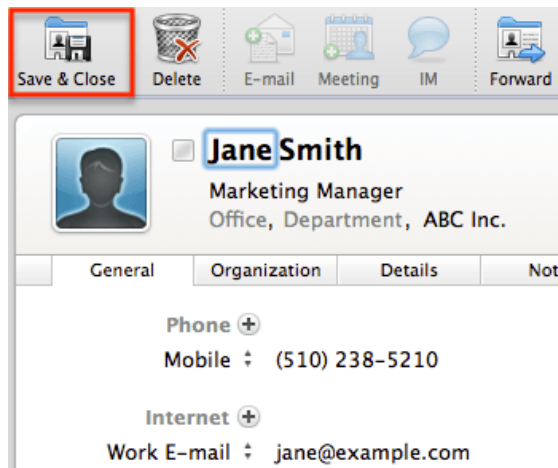 Save & Close Delete E-mail Meeting IM Forward
Jane Smith
Marketing Manager
Office, Department, ABC Inc.
General Organization Details Not
Phone
Mobile (510) 238-5210
Internet
Work E-mail jane@example.com